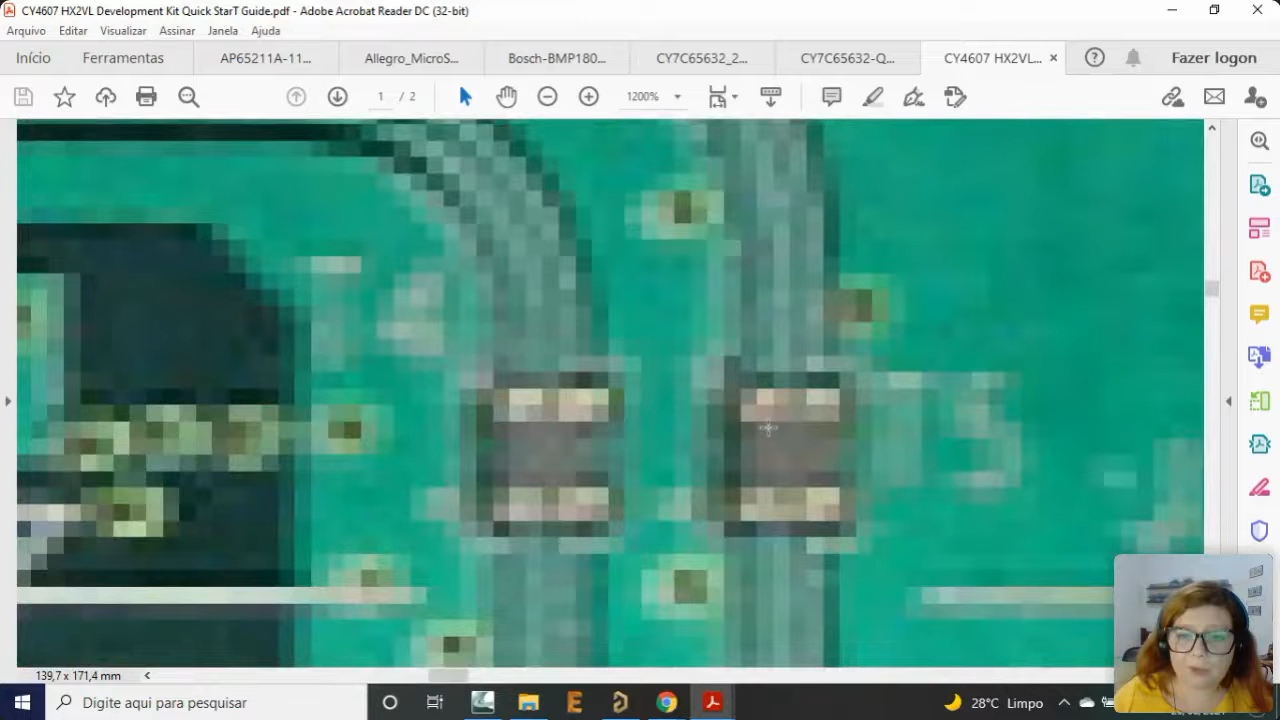 CY4607 HX2VL Development Kit Quick StarT Guide.pdf - Adobe Acrobat Reader DC (32-bit)
Arquivo Editar Visualizar Assinar Janela Ajuda
Início Ferramentas AP65211A-11... Allegro_MicroS... Bosch-BMP180... CY7C65632_2... CY7C65632-Q... CY4607 HX2VL... Fazer logon
1 / 2 1200%
139,7 x 171,4 mm
Digite aqui para pesquisar 28°C Limpo